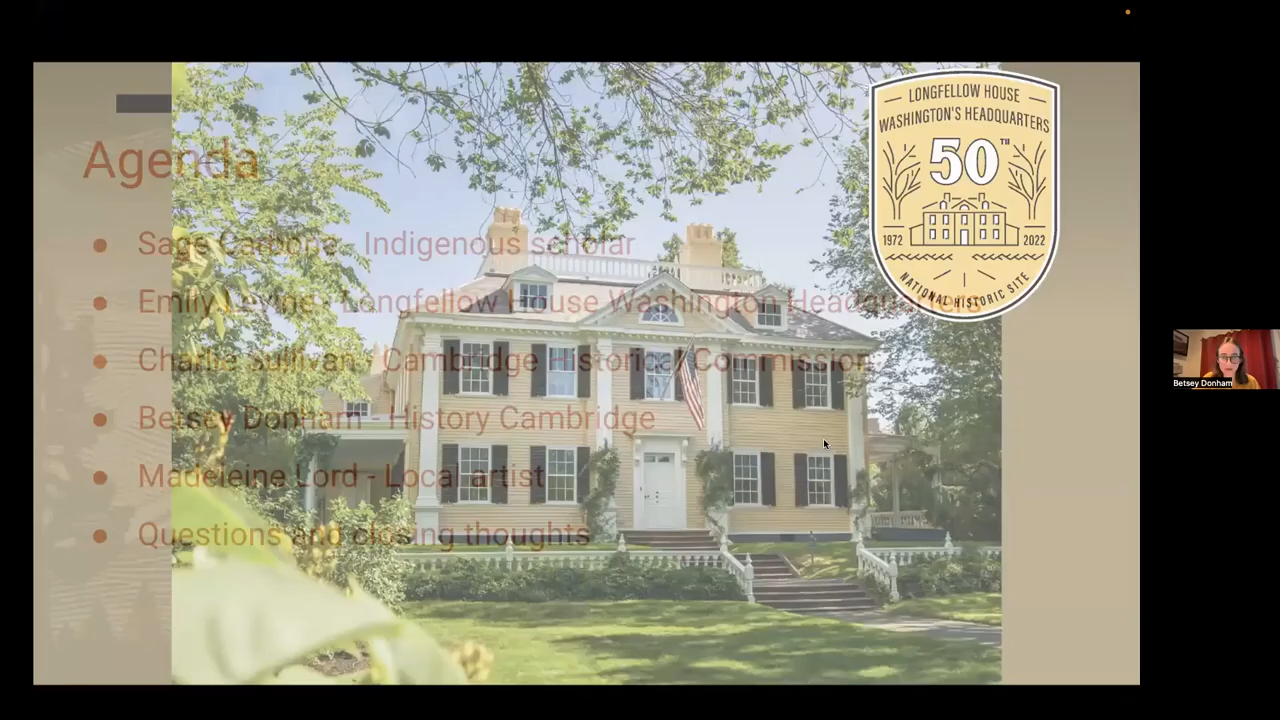 Agenda
Sage Carbone - Indigenous scholar
Emily Levine - Longfellow House Washington Headquarters
Charlie Sullivan - Cambridge Historical Commission
Betsey Donham - History Cambridge
Madeleine Lord - Local artist
Questions and closing thoughts
LONGFELLOW HOUSE
WASHINGTON'S HEADQUARTERS
50TH
1972 2022
NATIONAL HISTORIC SITE
Betsey Donham